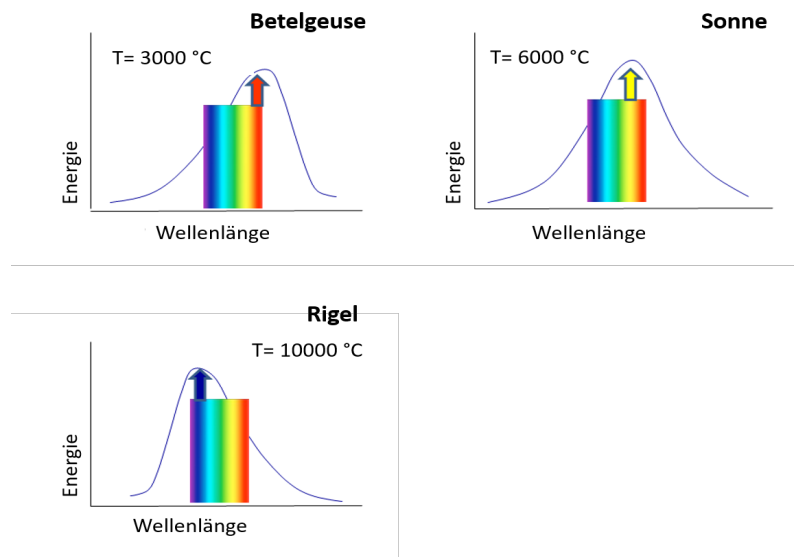 Betelgeuse
T= 3000 °C
Energie
Wellenlänge
Sonne
T= 6000 °C
Energie
Wellenlänge
Rigel
T= 10000 °C
Energie
Wellenlänge